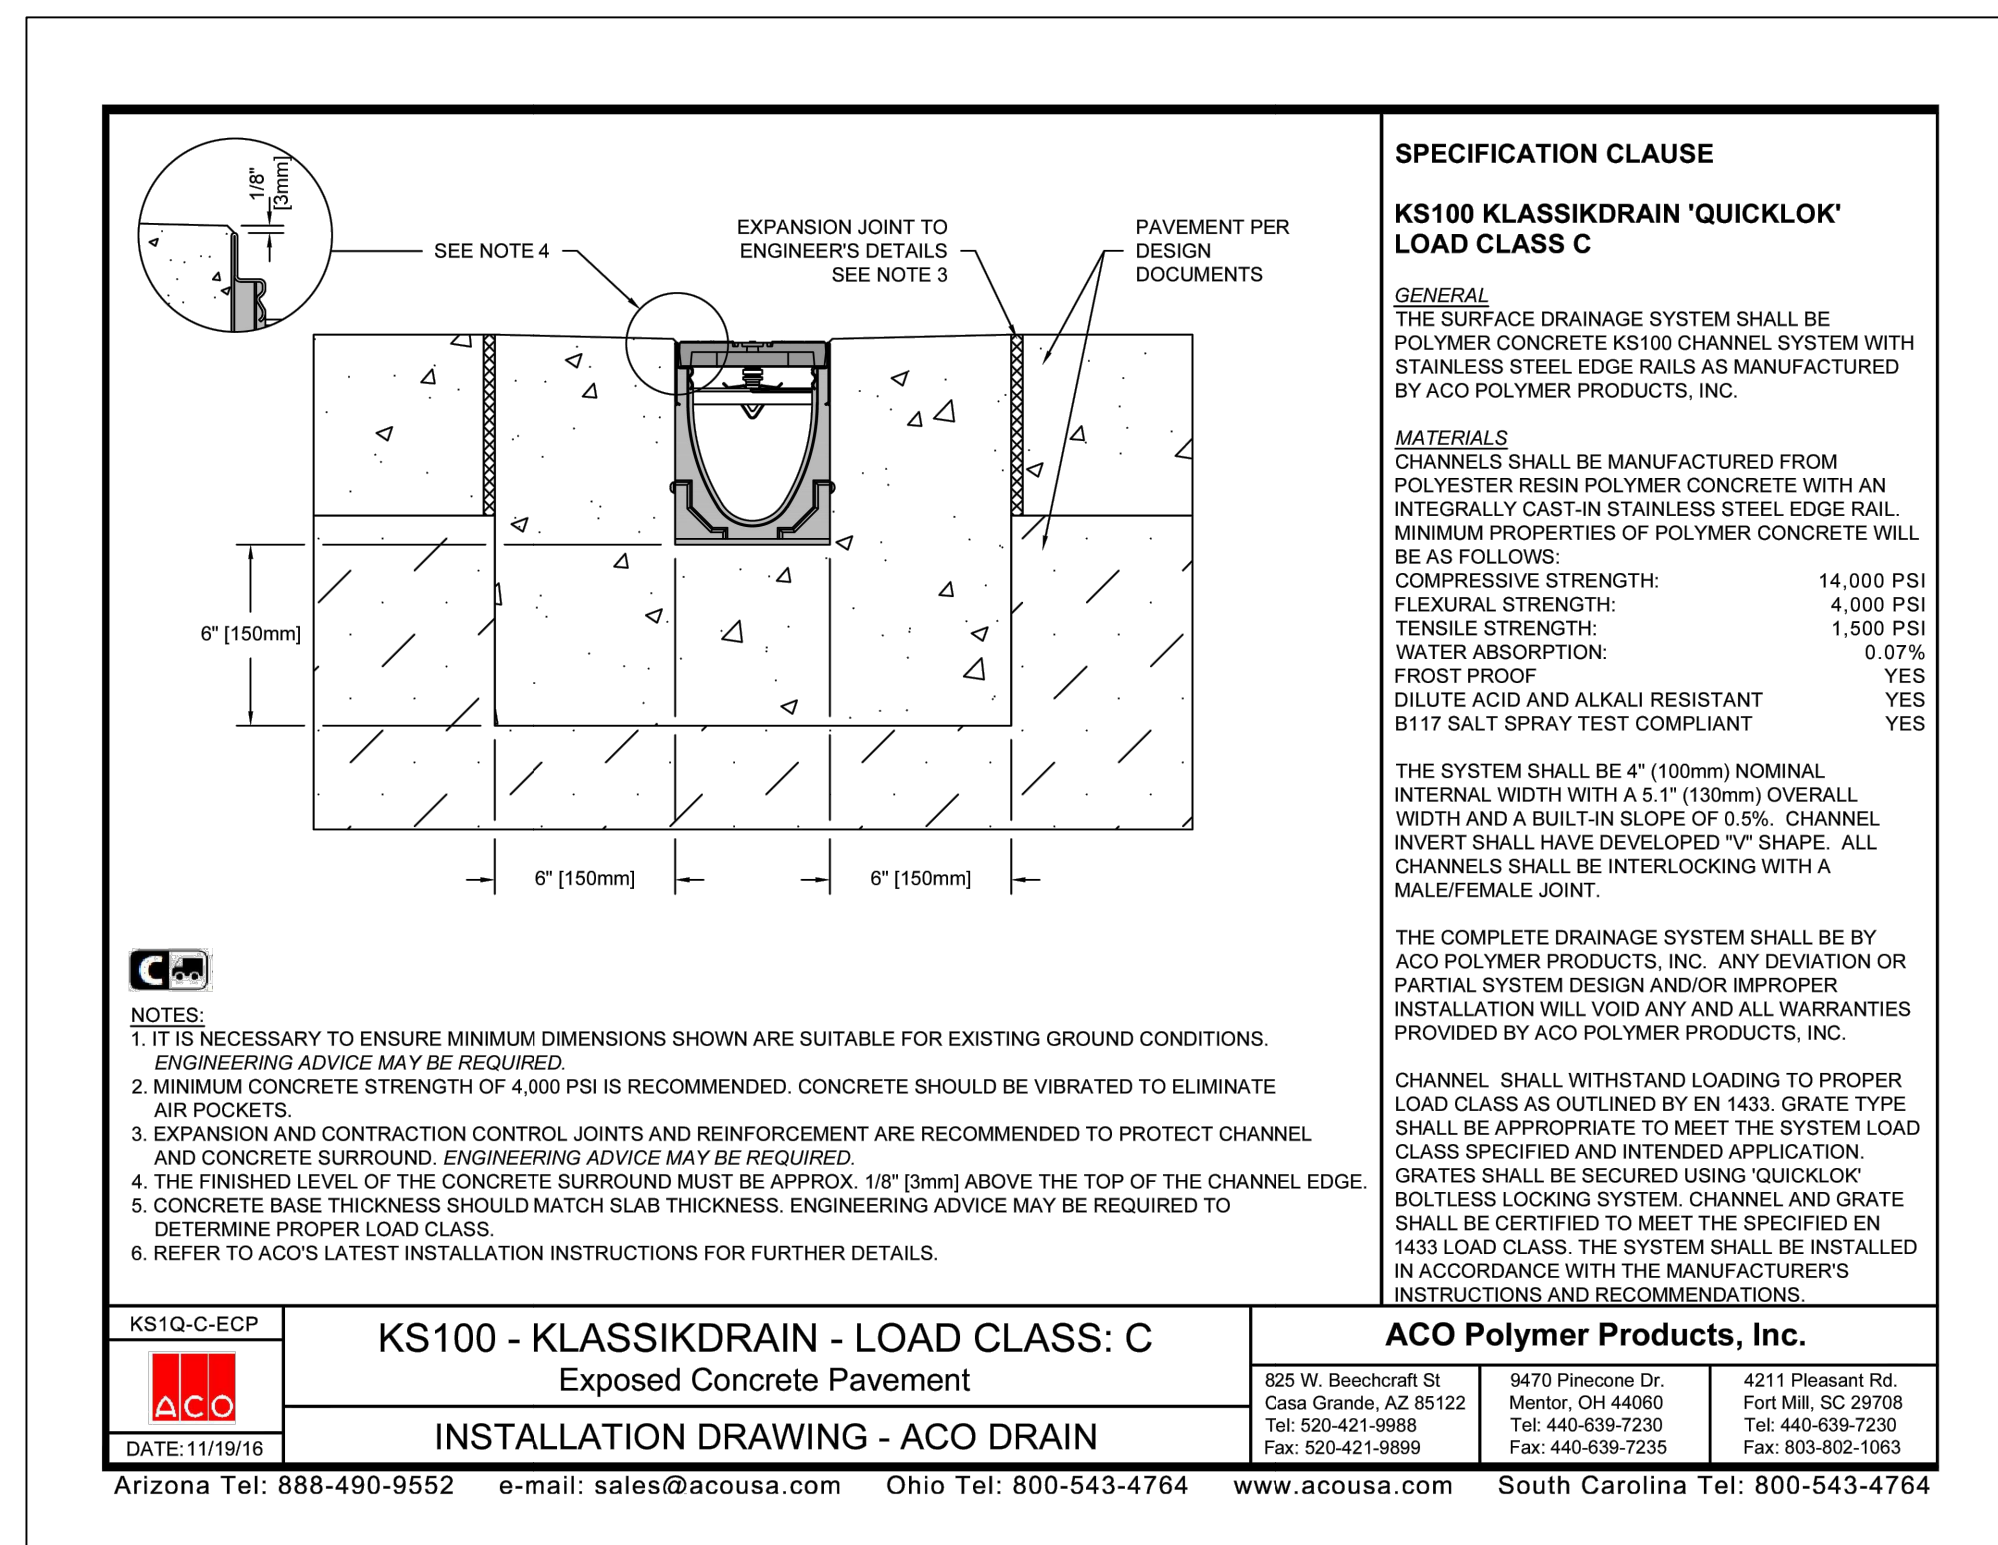 1/8"
[3mm]
SEE NOTE 4
EXPANSION JOINT TO
ENGINEER'S DETAILS
SEE NOTE 3
PAVEMENT PER
DESIGN
DOCUMENTS
6" [150mm]
6" [150mm]
6" [150mm]
C
NOTES:
1. IT IS NECESSARY TO ENSURE MINIMUM DIMENSIONS SHOWN ARE SUITABLE FOR EXISTING GROUND CONDITIONS.
ENGINEERING ADVICE MAY BE REQUIRED.
2. MINIMUM CONCRETE STRENGTH OF 4,000 PSI IS RECOMMENDED. CONCRETE SHOULD BE VIBRATED TO ELIMINATE
AIR POCKETS.
3. EXPANSION AND CONTRACTION CONTROL JOINTS AND REINFORCEMENT ARE RECOMMENDED TO PROTECT CHANNEL
AND CONCRETE SURROUND. ENGINEERING ADVICE MAY BE REQUIRED.
4. THE FINISHED LEVEL OF THE CONCRETE SURROUND MUST BE APPROX. 1/8" [3mm] ABOVE THE TOP OF THE CHANNEL EDGE.
5. CONCRETE BASE THICKNESS SHOULD MATCH SLAB THICKNESS. ENGINEERING ADVICE MAY BE REQUIRED TO
DETERMINE PROPER LOAD CLASS.
6. REFER TO ACO'S LATEST INSTALLATION INSTRUCTIONS FOR FURTHER DETAILS.
SPECIFICATION CLAUSE
KS100 KLASSIKDRAIN 'QUICKLOK'
LOAD CLASS C
GENERAL
THE SURFACE DRAINAGE SYSTEM SHALL BE
POLYMER CONCRETE KS100 CHANNEL SYSTEM WITH
STAINLESS STEEL EDGE RAILS AS MANUFACTURED
BY ACO POLYMER PRODUCTS, INC.
MATERIALS
CHANNELS SHALL BE MANUFACTURED FROM
POLYESTER RESIN POLYMER CONCRETE WITH AN
INTEGRALLY CAST-IN STAINLESS STEEL EDGE RAIL.
MINIMUM PROPERTIES OF POLYMER CONCRETE WILL
BE AS FOLLOWS:
COMPRESSIVE STRENGTH: 14,000 PSI
FLEXURAL STRENGTH: 4,000 PSI
TENSILE STRENGTH: 1,500 PSI
WATER ABSORPTION: 0.07%
FROST PROOF YES
DILUTE ACID AND ALKALI RESISTANT YES
B117 SALT SPRAY TEST COMPLIANT YES
THE SYSTEM SHALL BE 4" (100mm) NOMINAL
INTERNAL WIDTH WITH A 5.1" (130mm) OVERALL
WIDTH AND A BUILT-IN SLOPE OF 0.5%. CHANNEL
INVERT SHALL HAVE DEVELOPED "V" SHAPE. ALL
CHANNELS SHALL BE INTERLOCKING WITH A
MALE/FEMALE JOINT.
THE COMPLETE DRAINAGE SYSTEM SHALL BE BY
ACO POLYMER PRODUCTS, INC. ANY DEVIATION OR
PARTIAL SYSTEM DESIGN AND/OR IMPROPER
INSTALLATION WILL VOID ANY AND ALL WARRANTIES
PROVIDED BY ACO POLYMER PRODUCTS, INC.
CHANNEL SHALL WITHSTAND LOADING TO PROPER
LOAD CLASS AS OUTLINED BY EN 1433. GRATE TYPE
SHALL BE APPROPRIATE TO MEET THE SYSTEM LOAD
CLASS SPECIFIED AND INTENDED APPLICATION.
GRATES SHALL BE SECURED USING 'QUICKLOK'
BOLTLESS LOCKING SYSTEM. CHANNEL AND GRATE
SHALL BE CERTIFIED TO MEET THE SPECIFIED EN
1433 LOAD CLASS. THE SYSTEM SHALL BE INSTALLED
IN ACCORDANCE WITH THE MANUFACTURER'S
INSTRUCTIONS AND RECOMMENDATIONS.
KS1Q-C-ECP
ACO
DATE: 11/19/16
KS100 - KLASSIKDRAIN - LOAD CLASS: C
Exposed Concrete Pavement
INSTALLATION DRAWING - ACO DRAIN
ACO Polymer Products, Inc.
825 W. Beechcraft St
Casa Grande, AZ 85122
Tel: 520-421-9988
Fax: 520-421-9899
9470 Pinecone Dr.
Mentor, OH 44060
Tel: 440-639-7230
Fax: 440-639-7235
4211 Pleasant Rd.
Fort Mill, SC 29708
Tel: 440-639-7230
Fax: 803-802-1063
Arizona Tel: 888-490-9552 e-mail: sales@acousa.com Ohio Tel: 800-543-4764 www.acousa.com South Carolina Tel: 800-543-4764